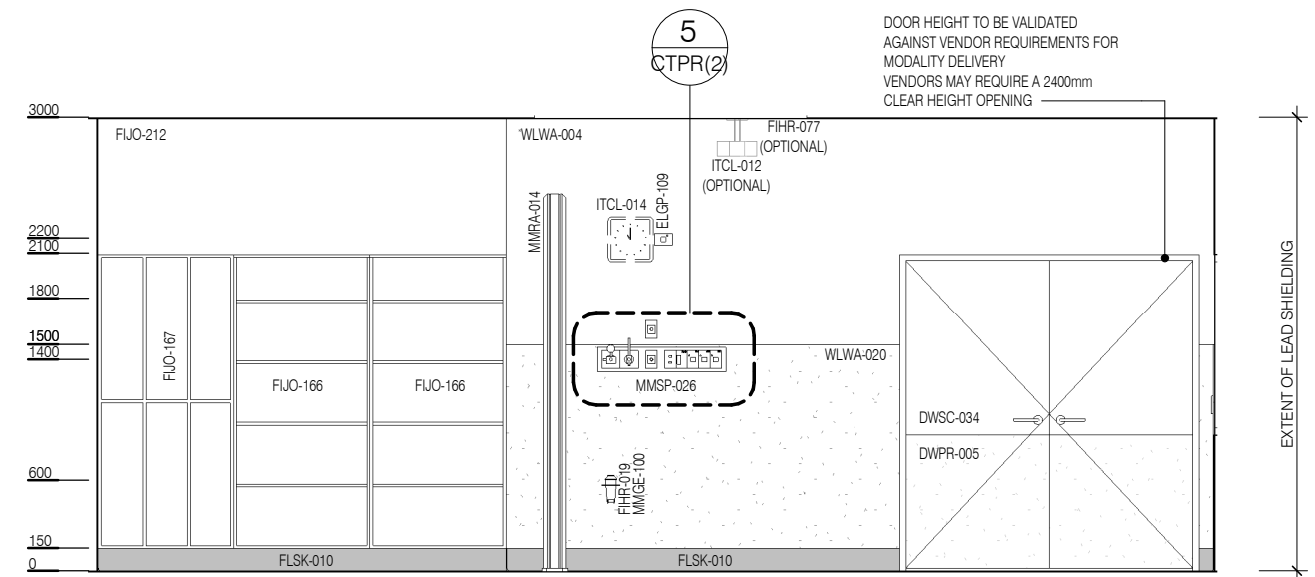 5
CTPR(2)
DOOR HEIGHT TO BE VALIDATED
AGAINST VENDOR REQUIREMENTS FOR
MODALITY DELIVERY
VENDORS MAY REQUIRE A 2400mm
CLEAR HEIGHT OPENING
3000
2200
2100
1800
1500
1400
600
150
0
FIJO-212
WLWA-004
FIHR-077
(OPTIONAL)
ITCL-012
(OPTIONAL)
MMRA-014
ITCL-014
ELGP-109
FIJO-167
FIJO-166
FIJO-166
MMSP-026
WLWA-020
DWSC-034
DWPR-005
FIHR-019
MMGE-100
FLSK-010
FLSK-010
EXTENT OF LEAD SHIELDING